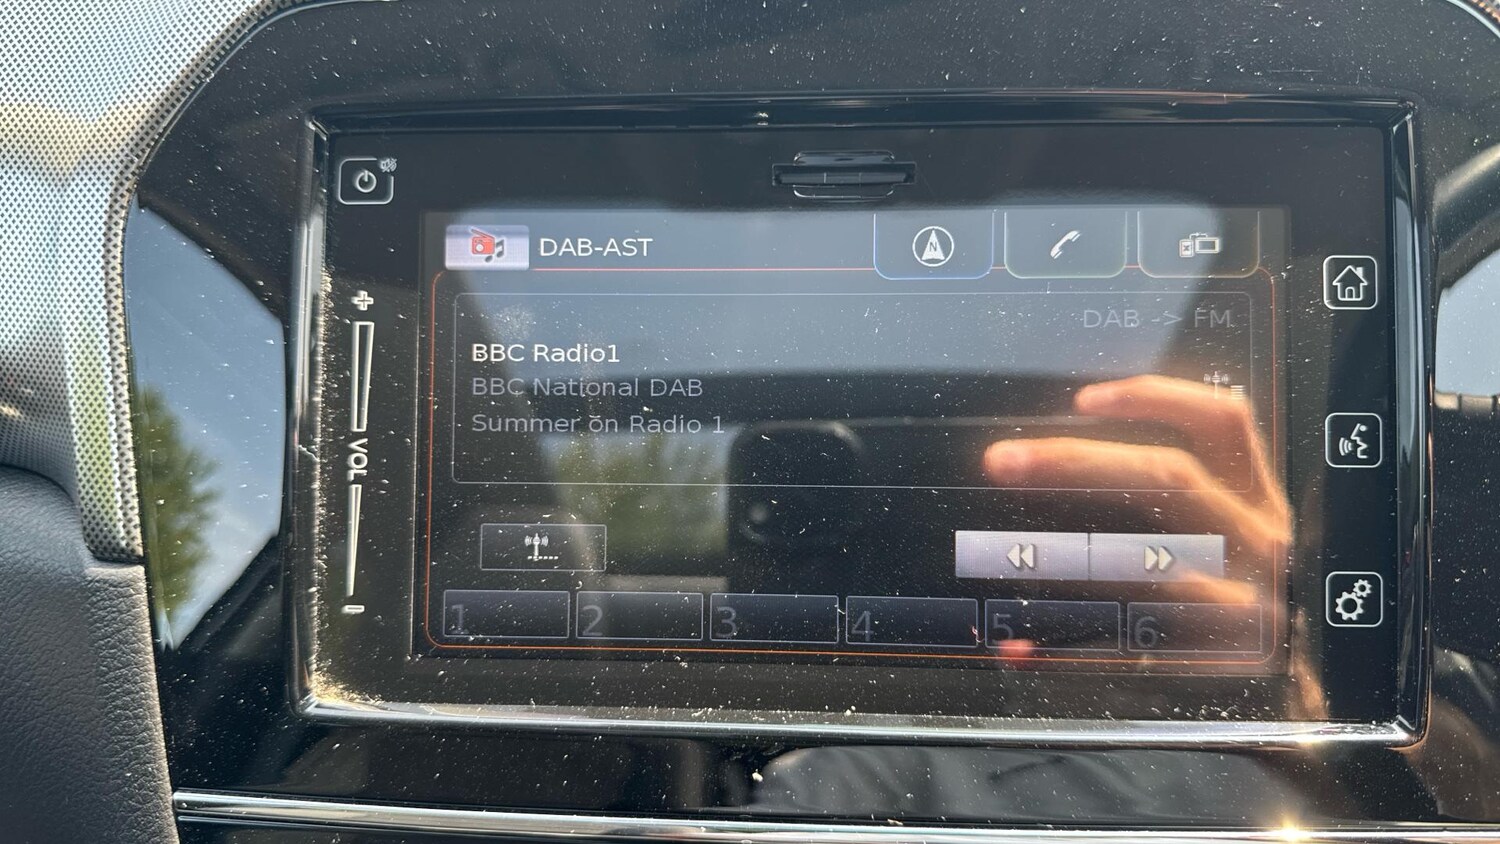 DAB-AST
N
DAB -> FM
BBC Radio1
BBC National DAB
Summer on Radio 1
+
VOL
-
1 2 3 4 5 6